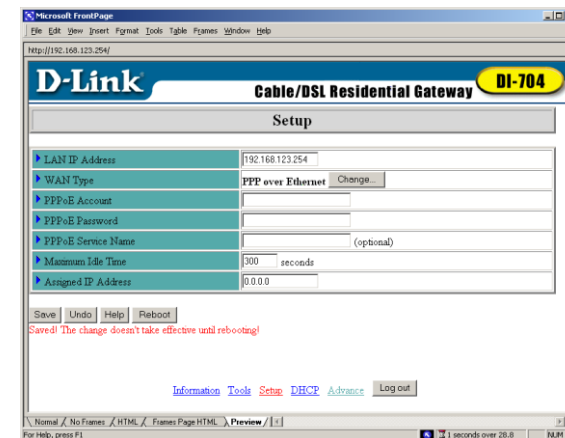 Microsoft FrontPage
File Edit View Insert Format Tools Table Frames Window Help
http://192.168.123.254/
D-Link
Cable/DSL Residential Gateway
DI-704
Setup
LAN IP Address 192.168.123.254
WAN Type PPP over Ethernet Change...
PPPoE Account
PPPoE Password
PPPoE Service Name (optional)
Maximum Idle Time 300 seconds
Assigned IP Address 0.0.0.0
Save Undo Help Reboot
Saved! The change doesn't take effective until rebooting!
Information Tools Setup DHCP Advance Log out
Normal No Frames HTML Frames Page HTML Preview
For Help, press F1 1 seconds over 28.8 NUM